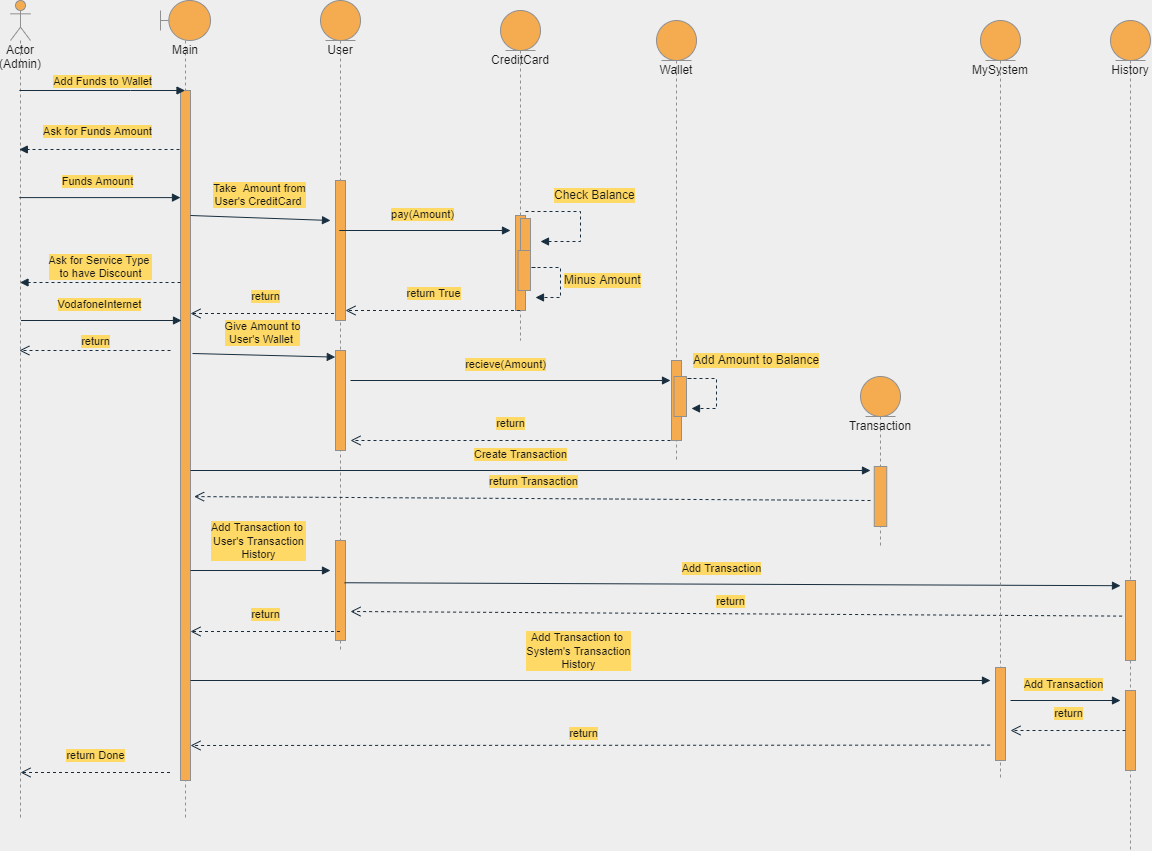 Actor
(Admin)
Main
User
CreditCard
Wallet
MySystem
History
Add Funds to Wallet
Ask for Funds Amount
Funds Amount
Take  Amount from
User's CreditCard
Check Balance
pay(Amount)
Ask for Service Type
to have Discount
Minus Amount
return
return True
VodafoneInternet
Give Amount to
User's Wallet
return
recieve(Amount)
Add Amount to Balance
Transaction
return
Create Transaction
return Transaction
Add Transaction to
User's Transaction
History
Add Transaction
return
return
Add Transaction to
System's Transaction
History
Add Transaction
return
return
return Done